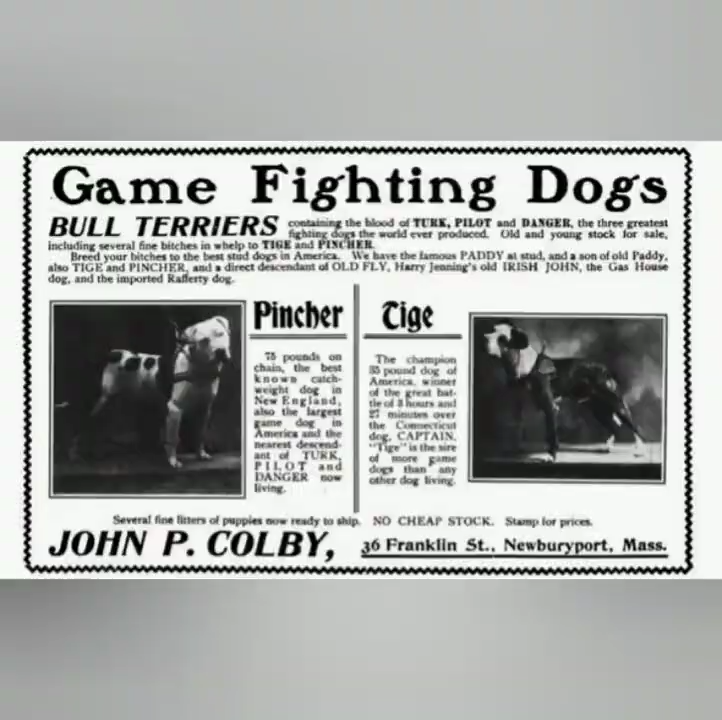 Game Fighting Dogs
BULL TERRIERS containing the blood of TURK, PILOT and DANGER, the three greatest
fighting dogs the world ever produced. Old and young stock for sale,
including several fine bitches in whelp to TIGE and PINCHER.
Breed your bitches to the best stud dogs in America. We have the famous PADDY at stud, and a son of old Paddy,
also TIGE and PINCHER, and a direct descendant of OLD FLY, Harry Jenning's old IRISH JOHN, the Gas House
dog, and the imported Rafferty dog.
Pincher
75 pounds on
chain, the best
known catch-
weight dog in
New England,
also the largest
game dog in
America and the
nearest descend-
ant of TURK,
PILOT and
DANGER now
living.
Tige
The champion
35 pound dog of
America, winner
of the great bat-
tle of 3 hours and
27 minutes over
the Connecticut
dog, CAPTAIN.
"Tige" is the sire
of more game
dogs than any
other dog living.
Several fine litters of puppies now ready to ship. NO CHEAP STOCK. Stamp for prices.
JOHN P. COLBY, 36 Franklin St., Newburyport, Mass.